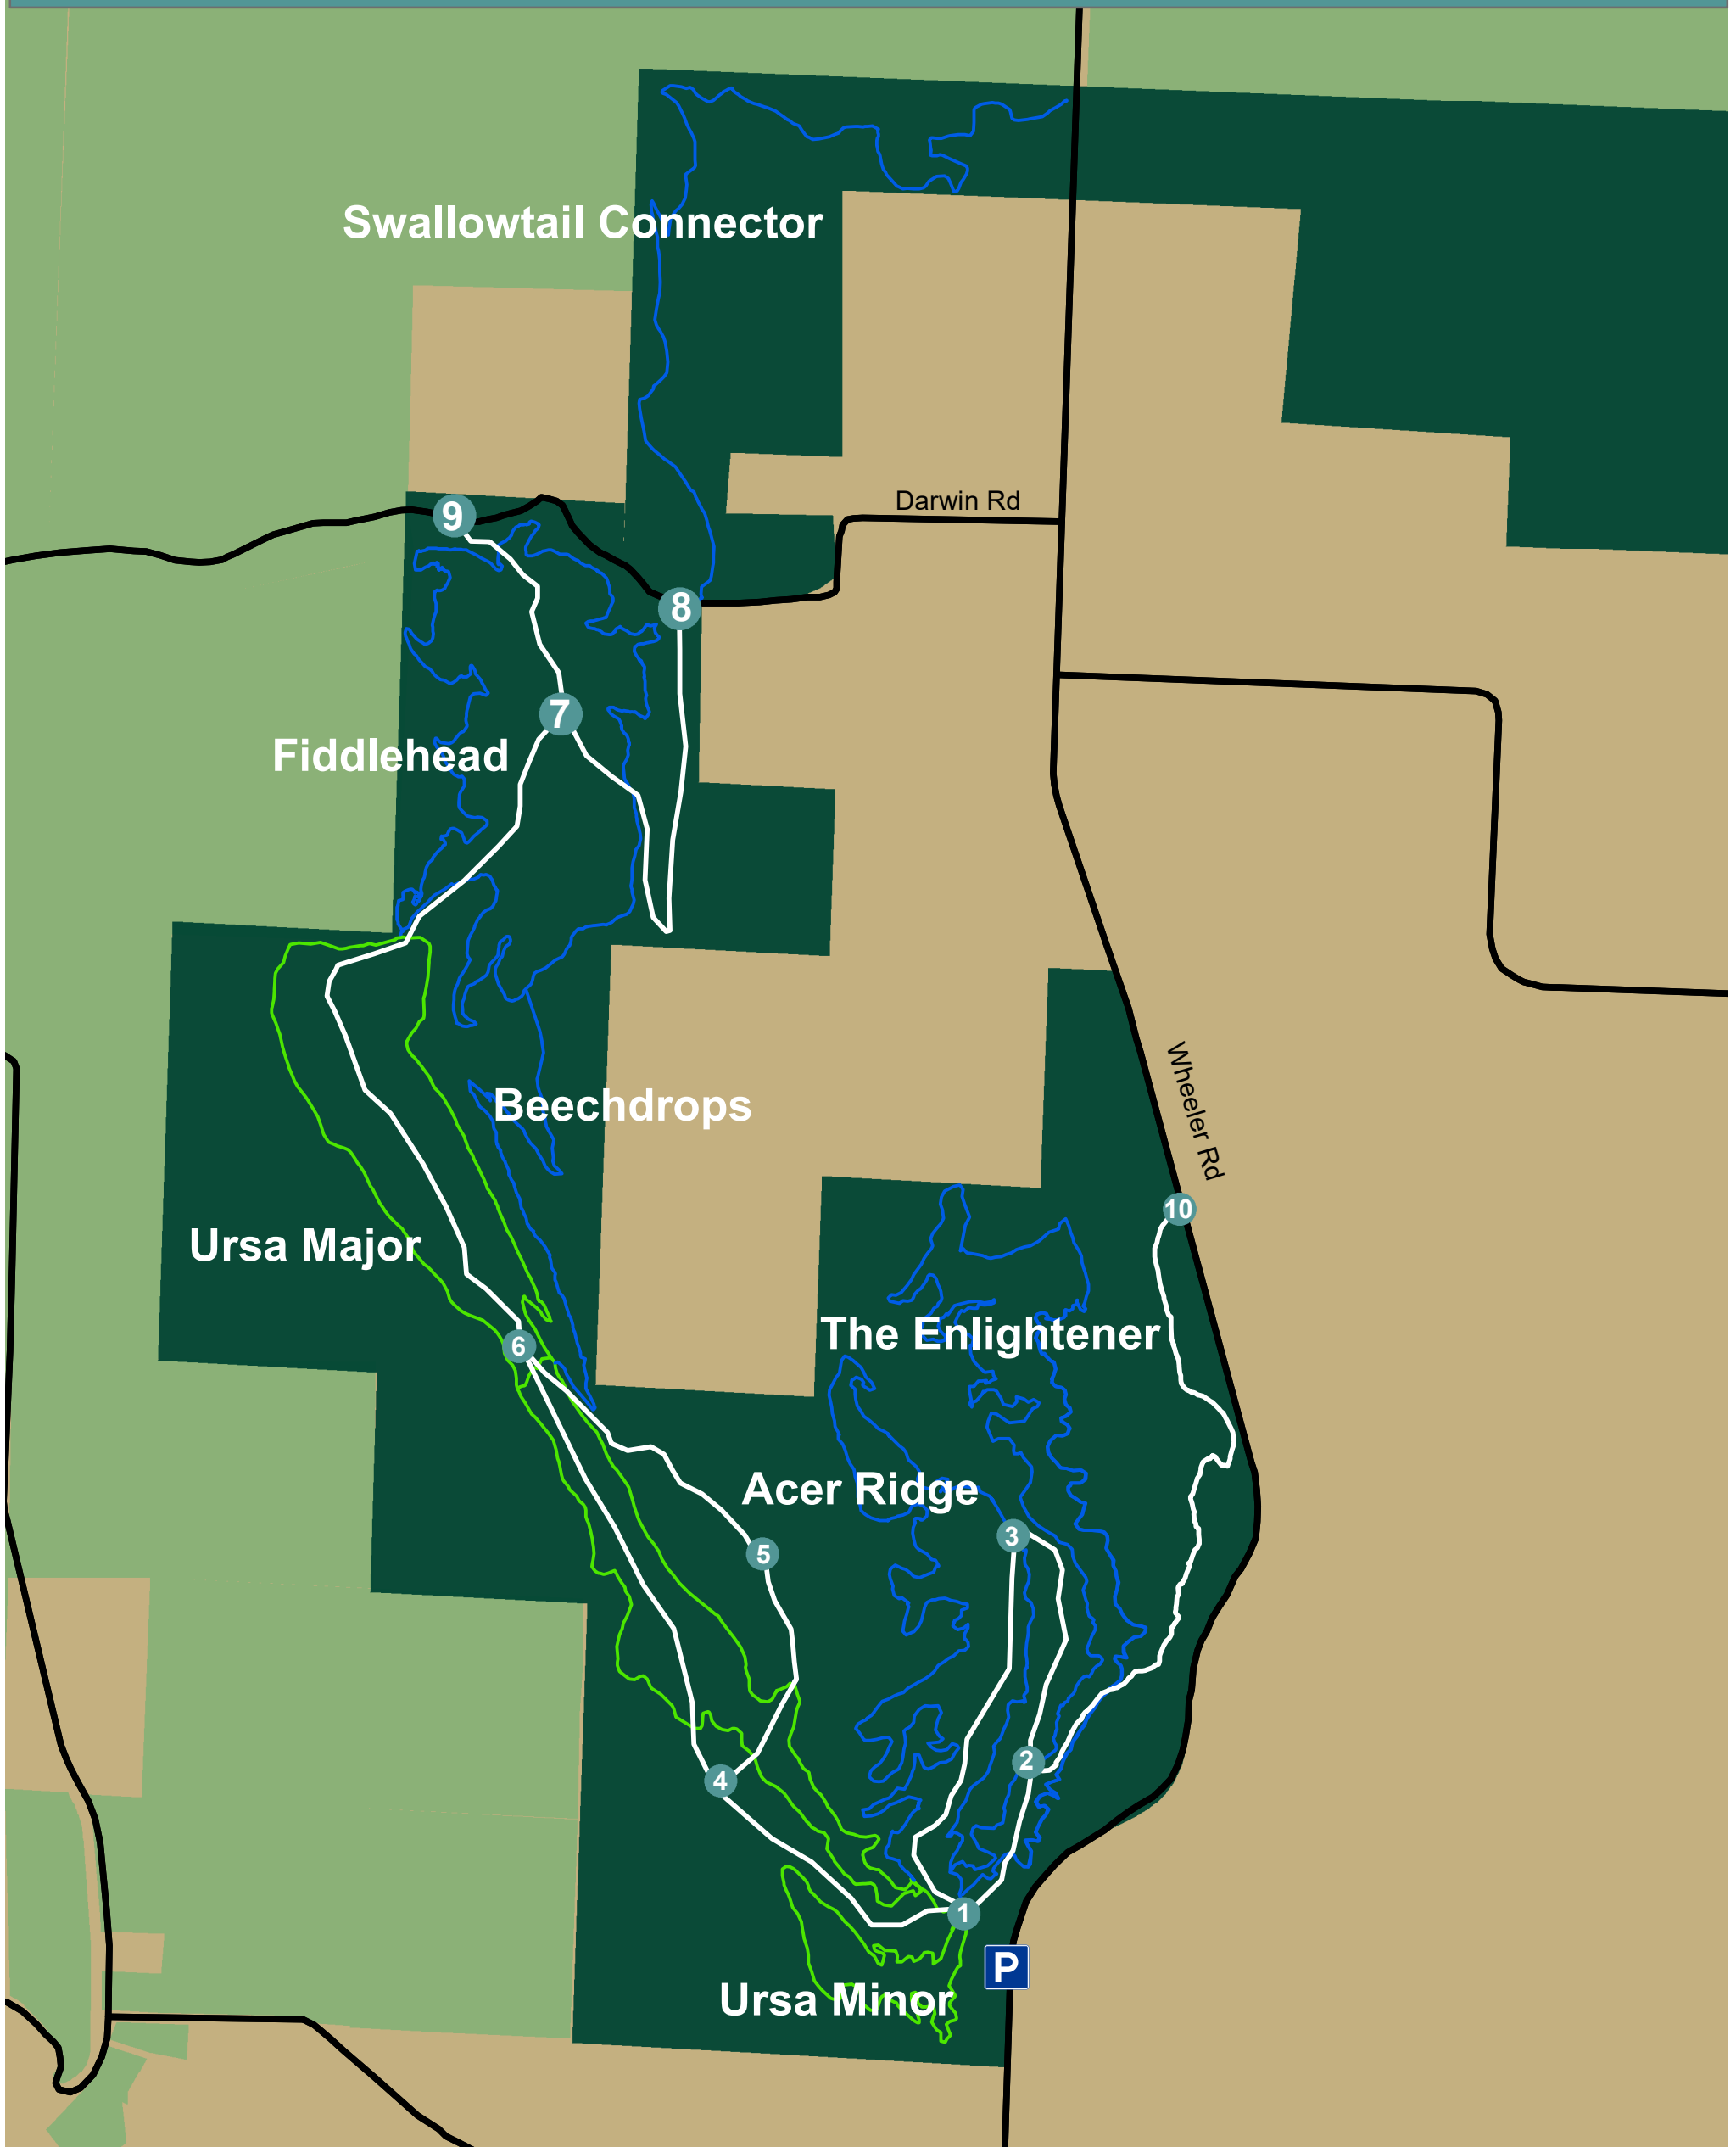 Swallowtail Connector
Darwin Rd
9
8
7
Fiddlehead
Wheeler Rd
Beechdrops
10
Ursa Major
The Enlightener
6
Acer Ridge
3
5
2
4
1
P
Ursa Minor